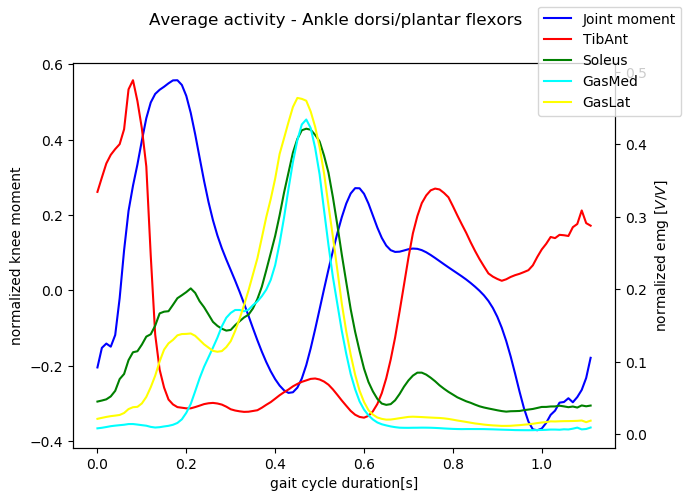 Average activity - Ankle dorsi/plantar flexors
Joint moment
TibAnt
Soleus
GasMed
GasLat
normalized knee moment
0.6
0.4
0.2
0.0
−0.2
−0.4
0.5
0.4
0.3
0.2
0.1
0.0
normalized emg [V/V]
0.0
0.2
0.4
0.6
0.8
1.0
gait cycle duration[s]